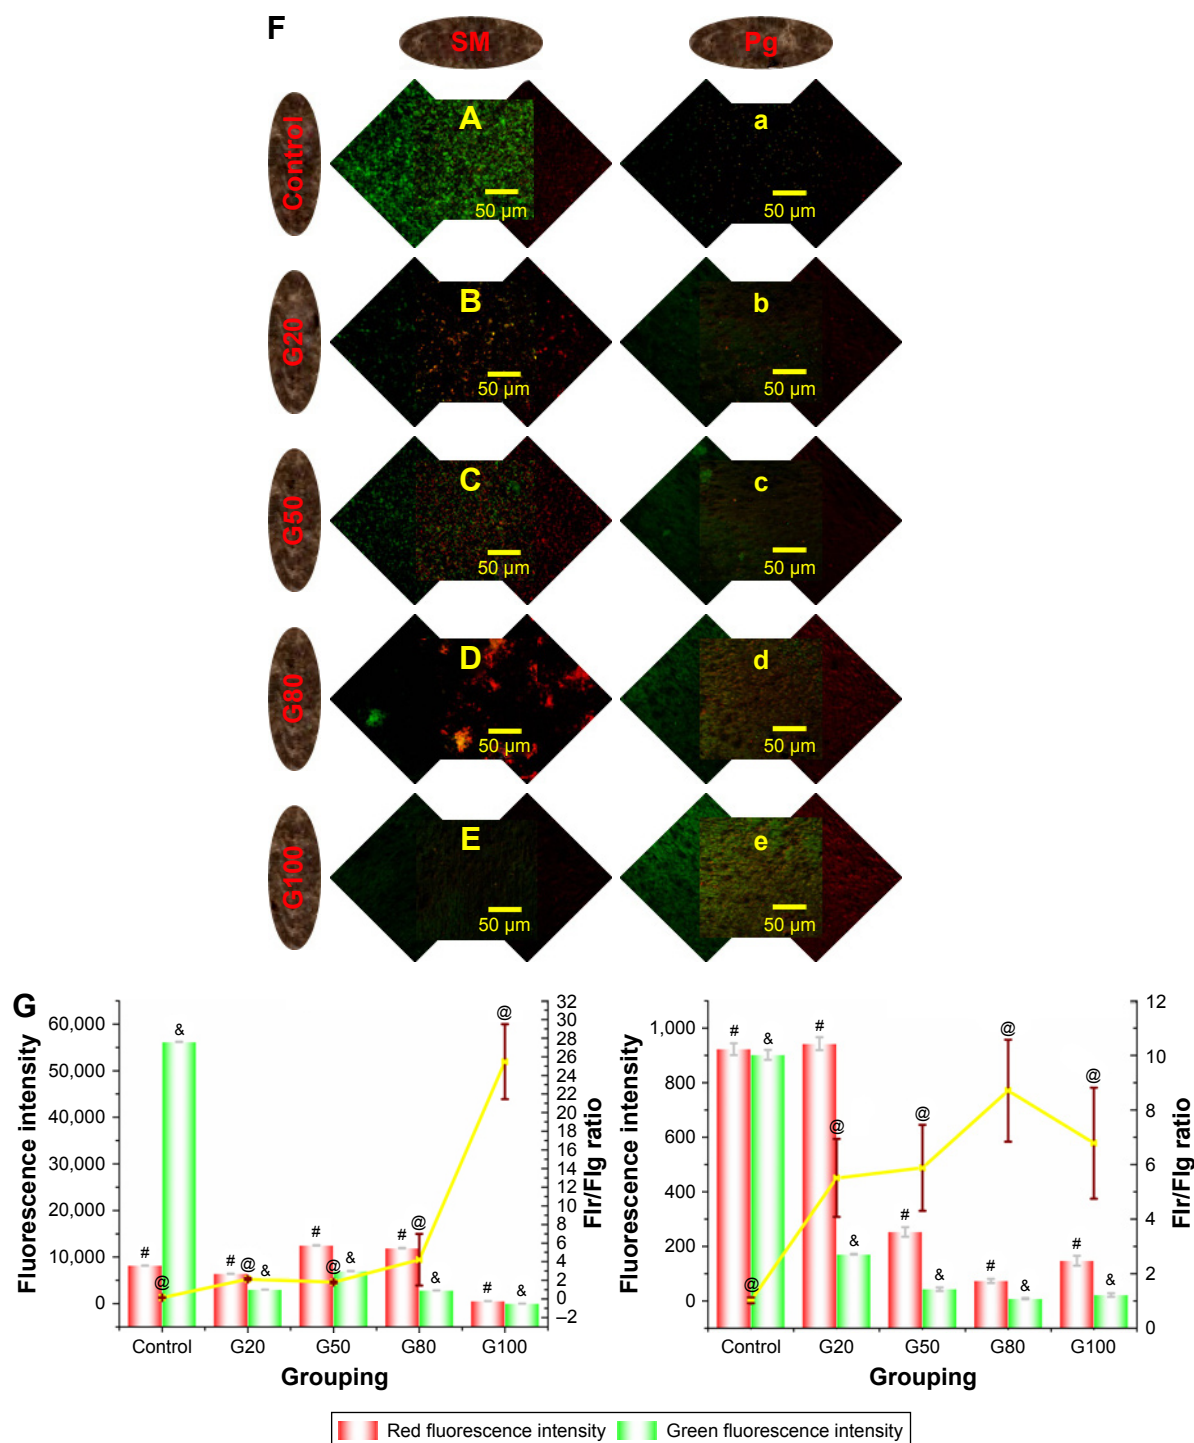 F
SM
Pg
Control
A
50 µm
a
50 µm
G20
B
50 µm
b
50 µm
G50
C
50 µm
c
50 µm
G80
D
50 µm
d
50 µm
G100
E
50 µm
e
50 µm
G
Fluorescence intensity
60,000
50,000
40,000
30,000
20,000
10,000
0
32
30
28
26
24
22
20
18
16
14
12
10
8
6
4
2
0
–2
FIr/FIg ratio
# @ &
# @ &
# @ &
# @ &
# @ &
Control G20 G50 G80 G100
Grouping
Fluorescence intensity
1,000
800
600
400
200
0
12
10
8
6
4
2
0
FIr/FIg ratio
# @ &
# @ &
# @ &
# @ &
# @ &
Control G20 G50 G80 G100
Grouping
Red fluorescence intensity Green fluorescence intensity